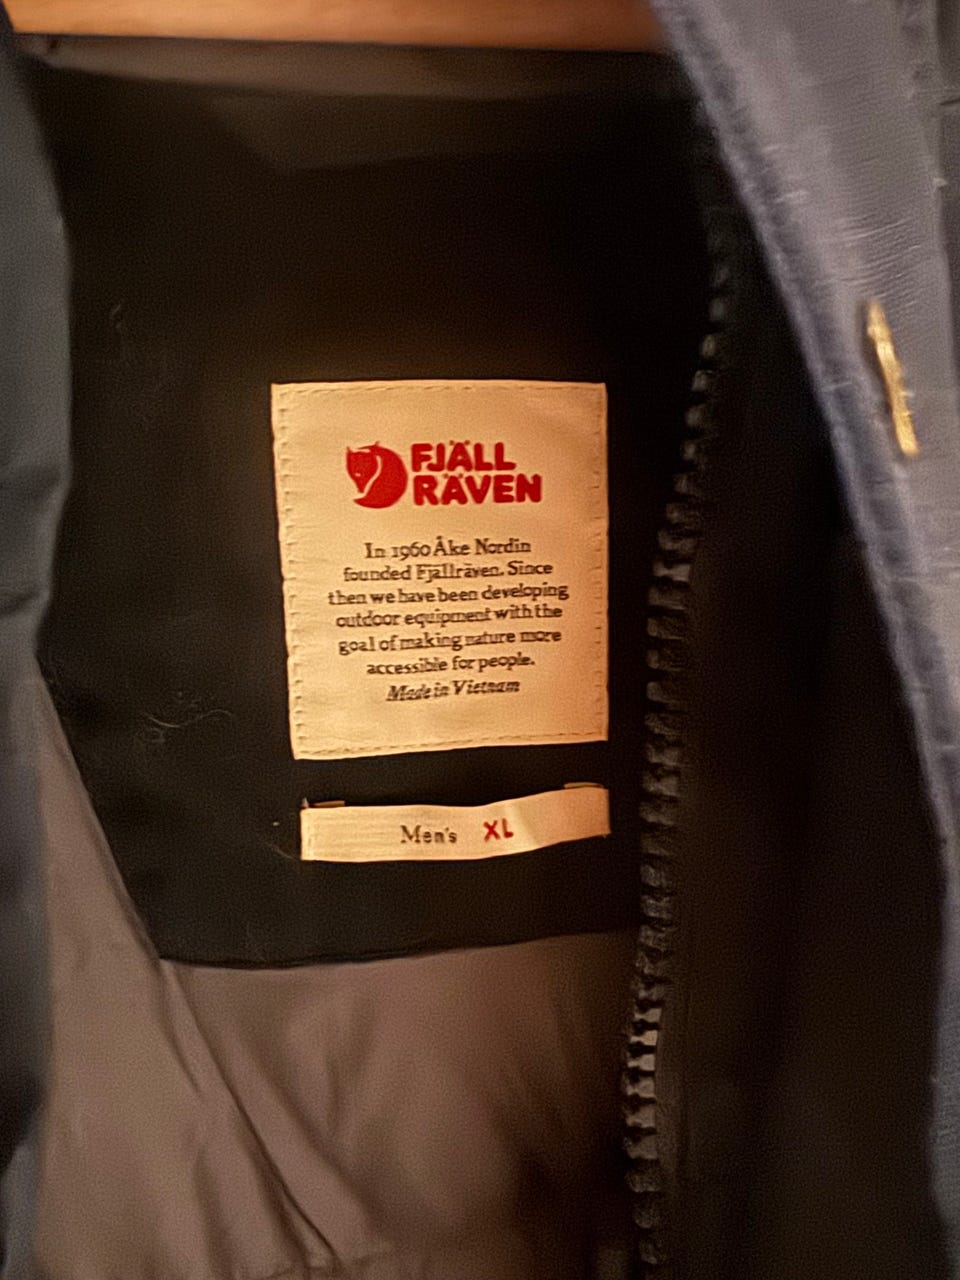 FJÄLL
RÄVEN
In 1960 Åke Nordin
founded Fjällräven. Since
then we have been developing
outdoor equipment with the
goal of making nature more
accessible for people.
Made in Vietnam
Men's XL